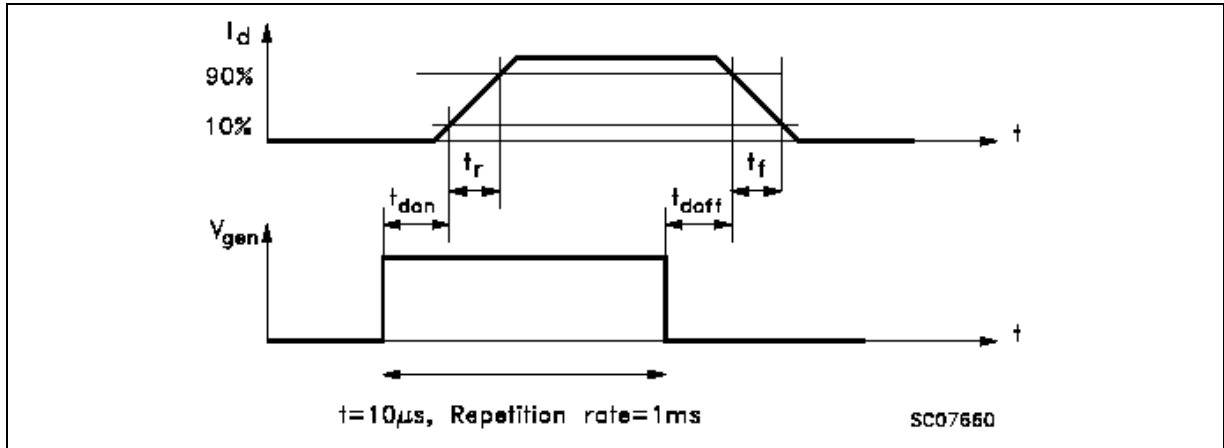 Id
90%
10%
t
tr
tf
tdon
tdoff
Vgen
t
t=10μs, Repetition rate=1ms
SC07660